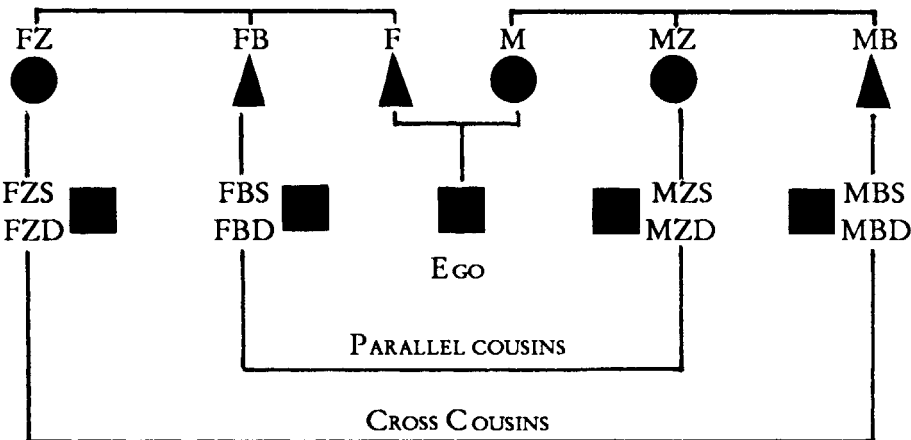 FZ FB F M MZ MB
FZS FBS MZS MBS
FZD FBD MZD MBD
EGO
PARALLEL COUSINS
CROSS COUSINS